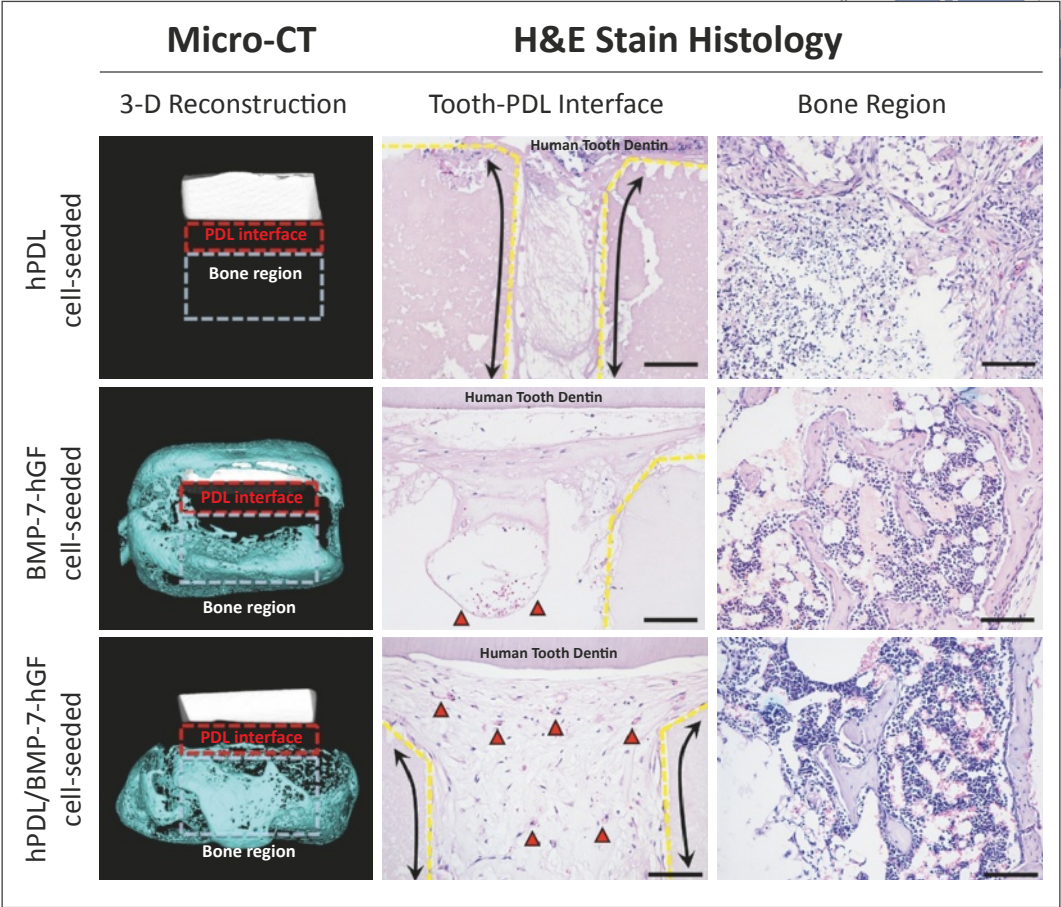 Micro-CT
H&E Stain Histology
3-D Reconstruction
Tooth-PDL Interface
Bone Region
hPDL
cell-seeded
PDL interface
Bone region
Human Tooth Dentin
BMP-7-hGF
cell-seeded
PDL interface
Bone region
Human Tooth Dentin
hPDL/BMP-7-hGF
cell-seeded
PDL interface
Bone region
Human Tooth Dentin